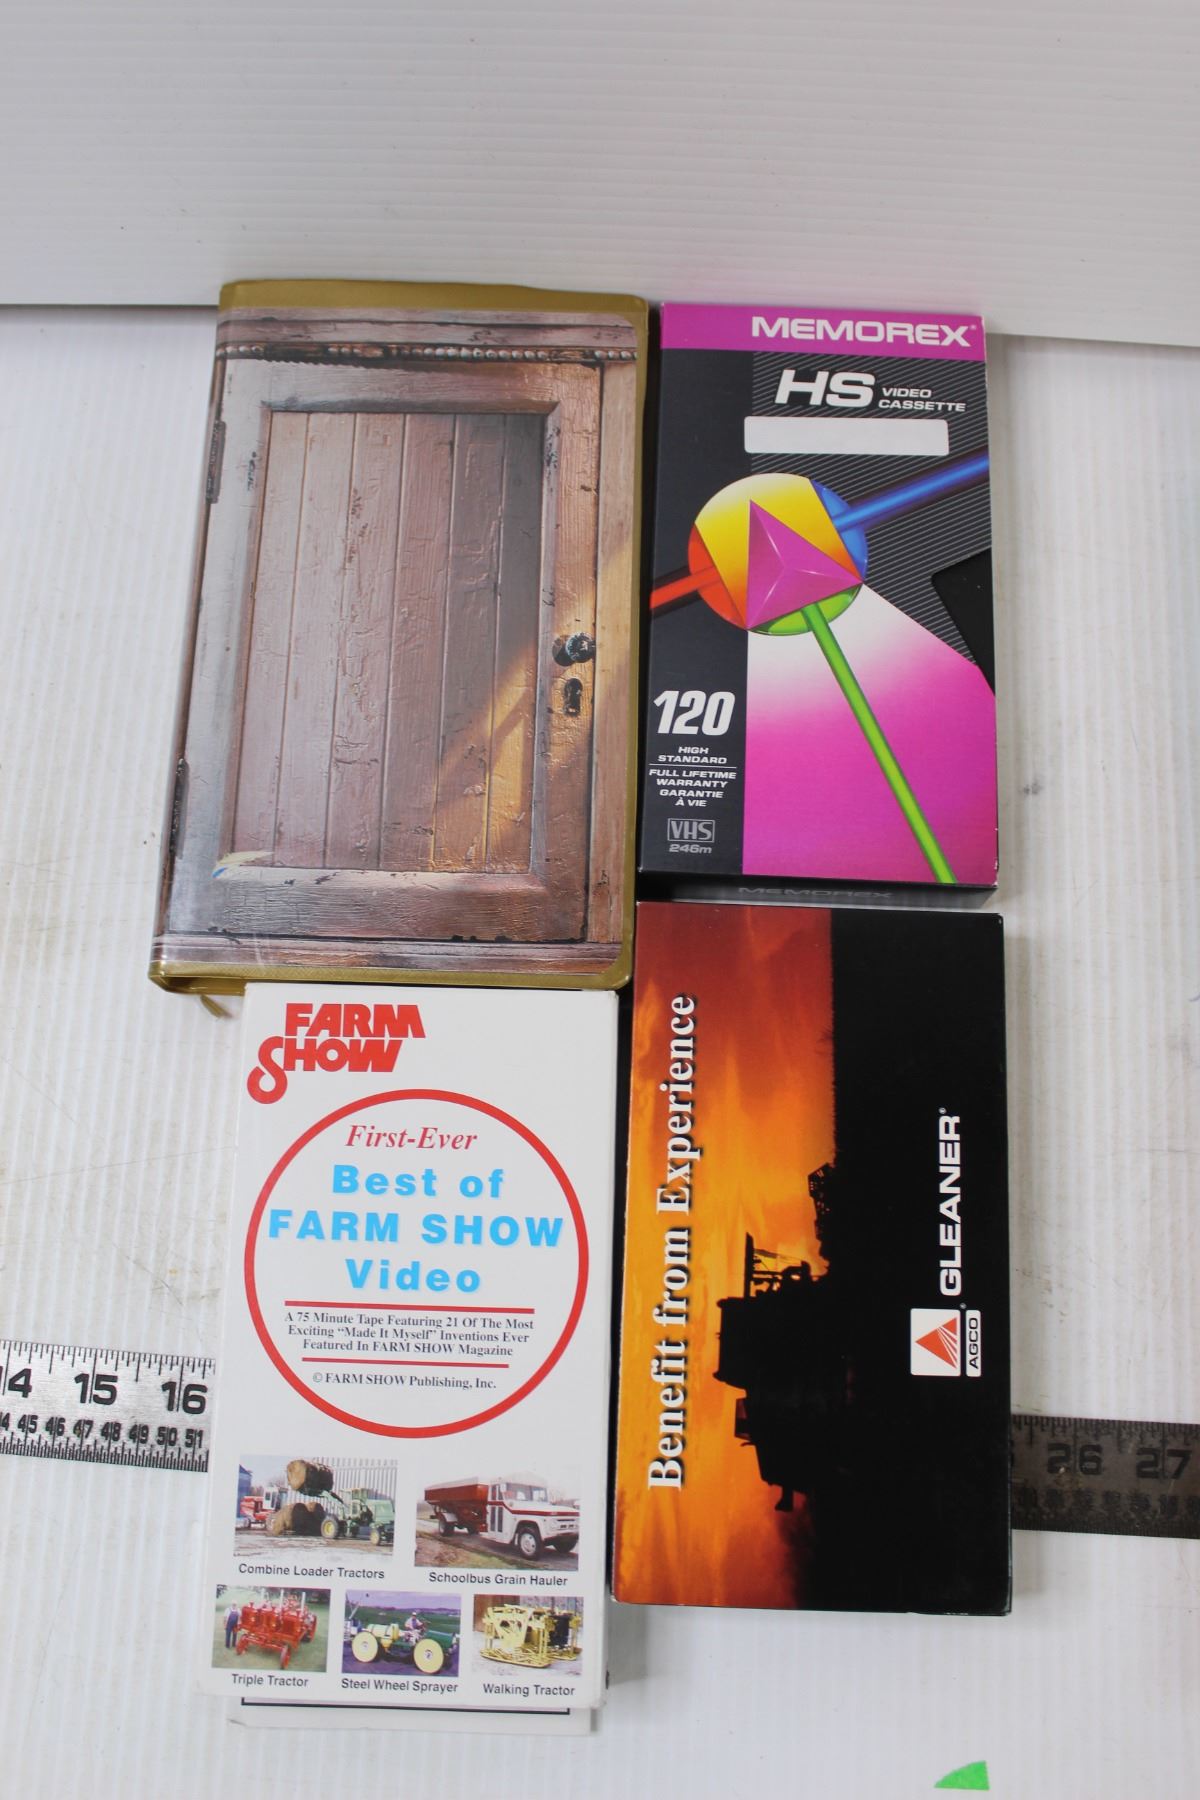 MEMOREX®
HS VIDEO
CASSETTE
120
HIGH
STANDARD
FULL LIFETIME
WARRANTY
GARANTIE
À VIE
VHS
246m
MEMOREX
FARM
SHOW
First-Ever
Best of
FARM SHOW
Video
A 75 Minute Tape Featuring 21 Of The Most
Exciting “Made It Myself” Inventions Ever
Featured In FARM SHOW Magazine
© FARM SHOW Publishing, Inc.
Combine Loader Tractors
Schoolbus Grain Hauler
Triple Tractor
Steel Wheel Sprayer
Walking Tractor
Benefit from Experience
AGCO® GLEANER®
14 15 16
44 45 46 47 48 49 50 51
26 27